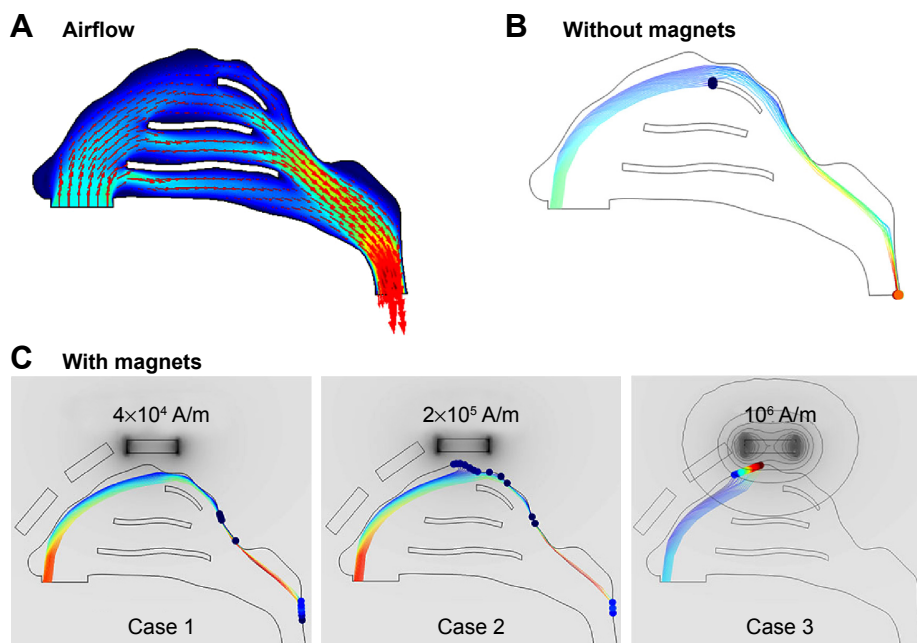 A Airflow
B Without magnets
C With magnets
4×10⁴ A/m
2×10⁵ A/m
10⁶ A/m
Case 1
Case 2
Case 3